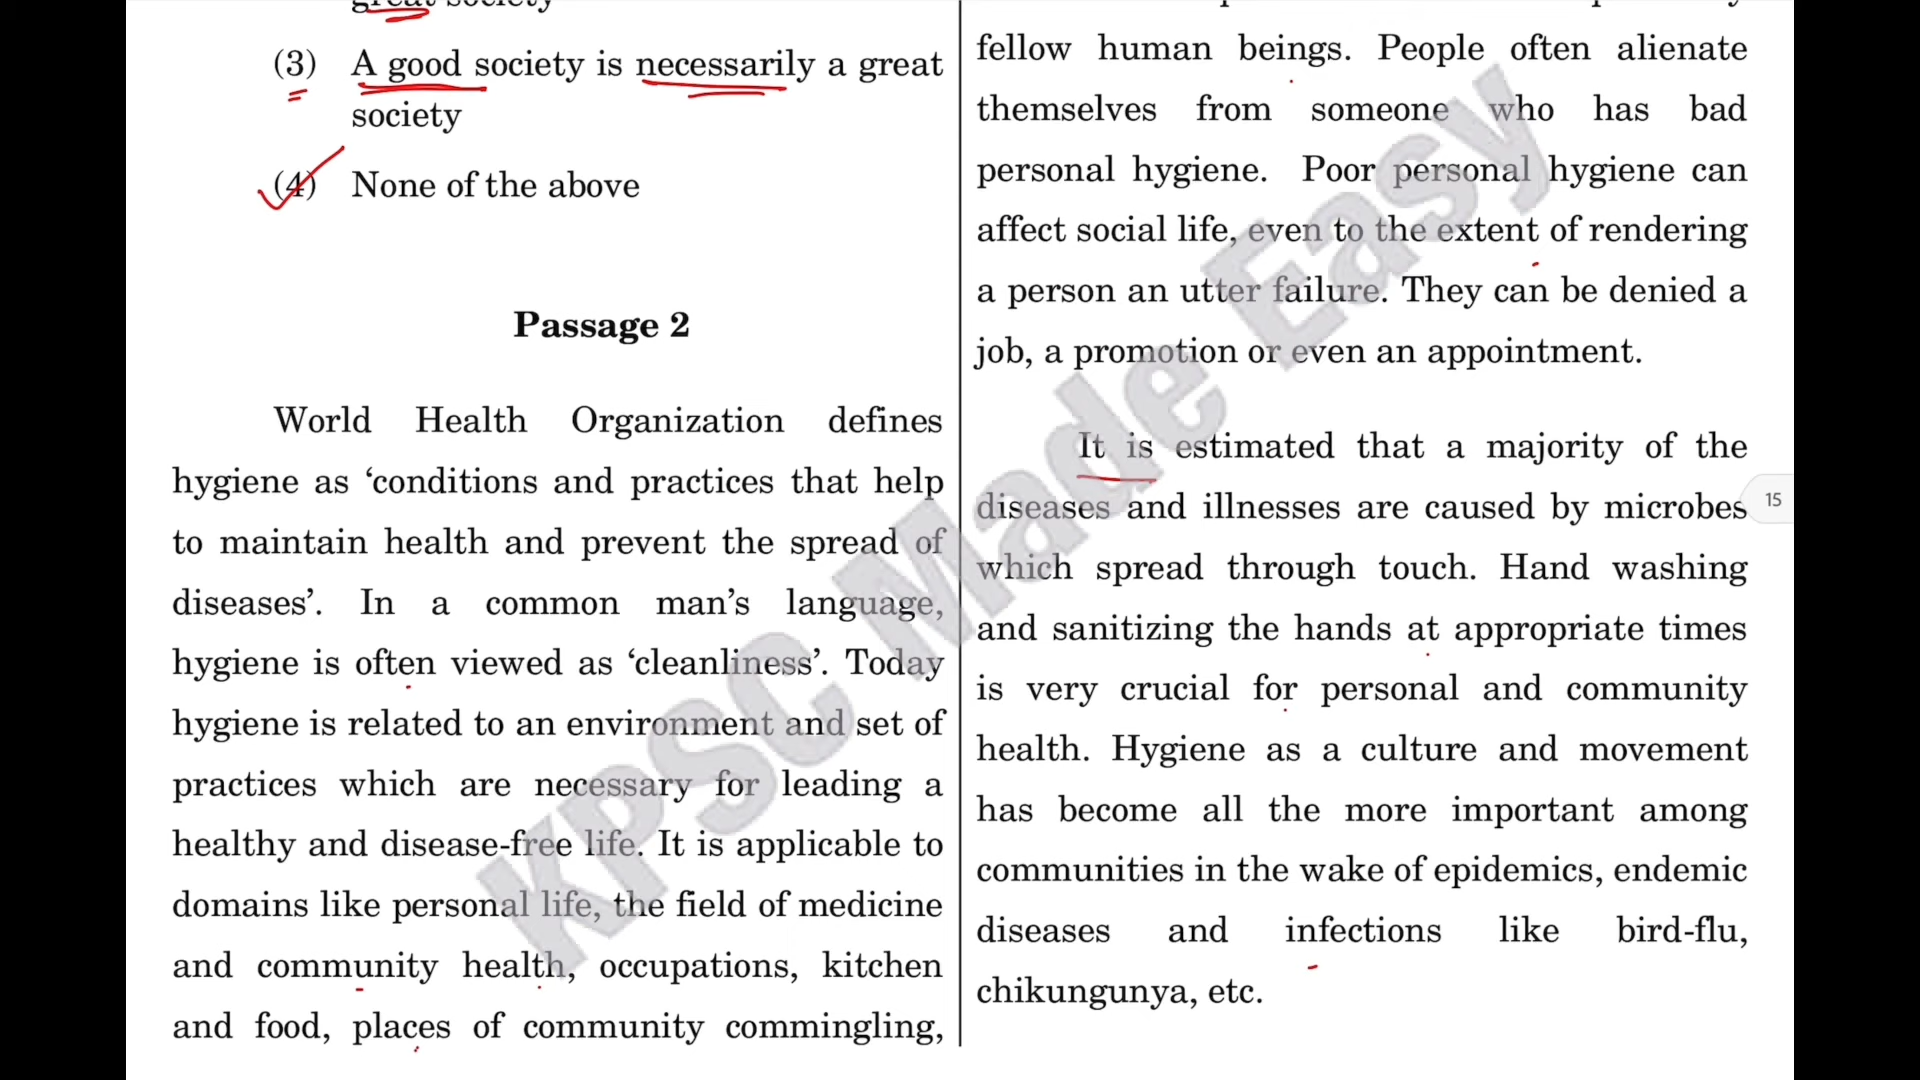 great society
(3) A good society is necessarily a great
society
(4) None of the above
Passage 2
World Health Organization defines
hygiene as ‘conditions and practices that help
to maintain health and prevent the spread of
diseases’. In a common man’s language,
hygiene is often viewed as ‘cleanliness’. Today
hygiene is related to an environment and set of
practices which are necessary for leading a
healthy and disease-free life. It is applicable to
domains like personal life, the field of medicine
and community health, occupations, kitchen
and food, places of community commingling,
fellow human beings. People often alienate
themselves from someone who has bad
personal hygiene. Poor personal hygiene can
affect social life, even to the extent of rendering
a person an utter failure. They can be denied a
job, a promotion or even an appointment.
It is estimated that a majority of the
diseases and illnesses are caused by microbes
which spread through touch. Hand washing
and sanitizing the hands at appropriate times
is very crucial for personal and community
health. Hygiene as a culture and movement
has become all the more important among
communities in the wake of epidemics, endemic
diseases and infections like bird-flu,
chikungunya, etc.
15
KPSC Made Easy